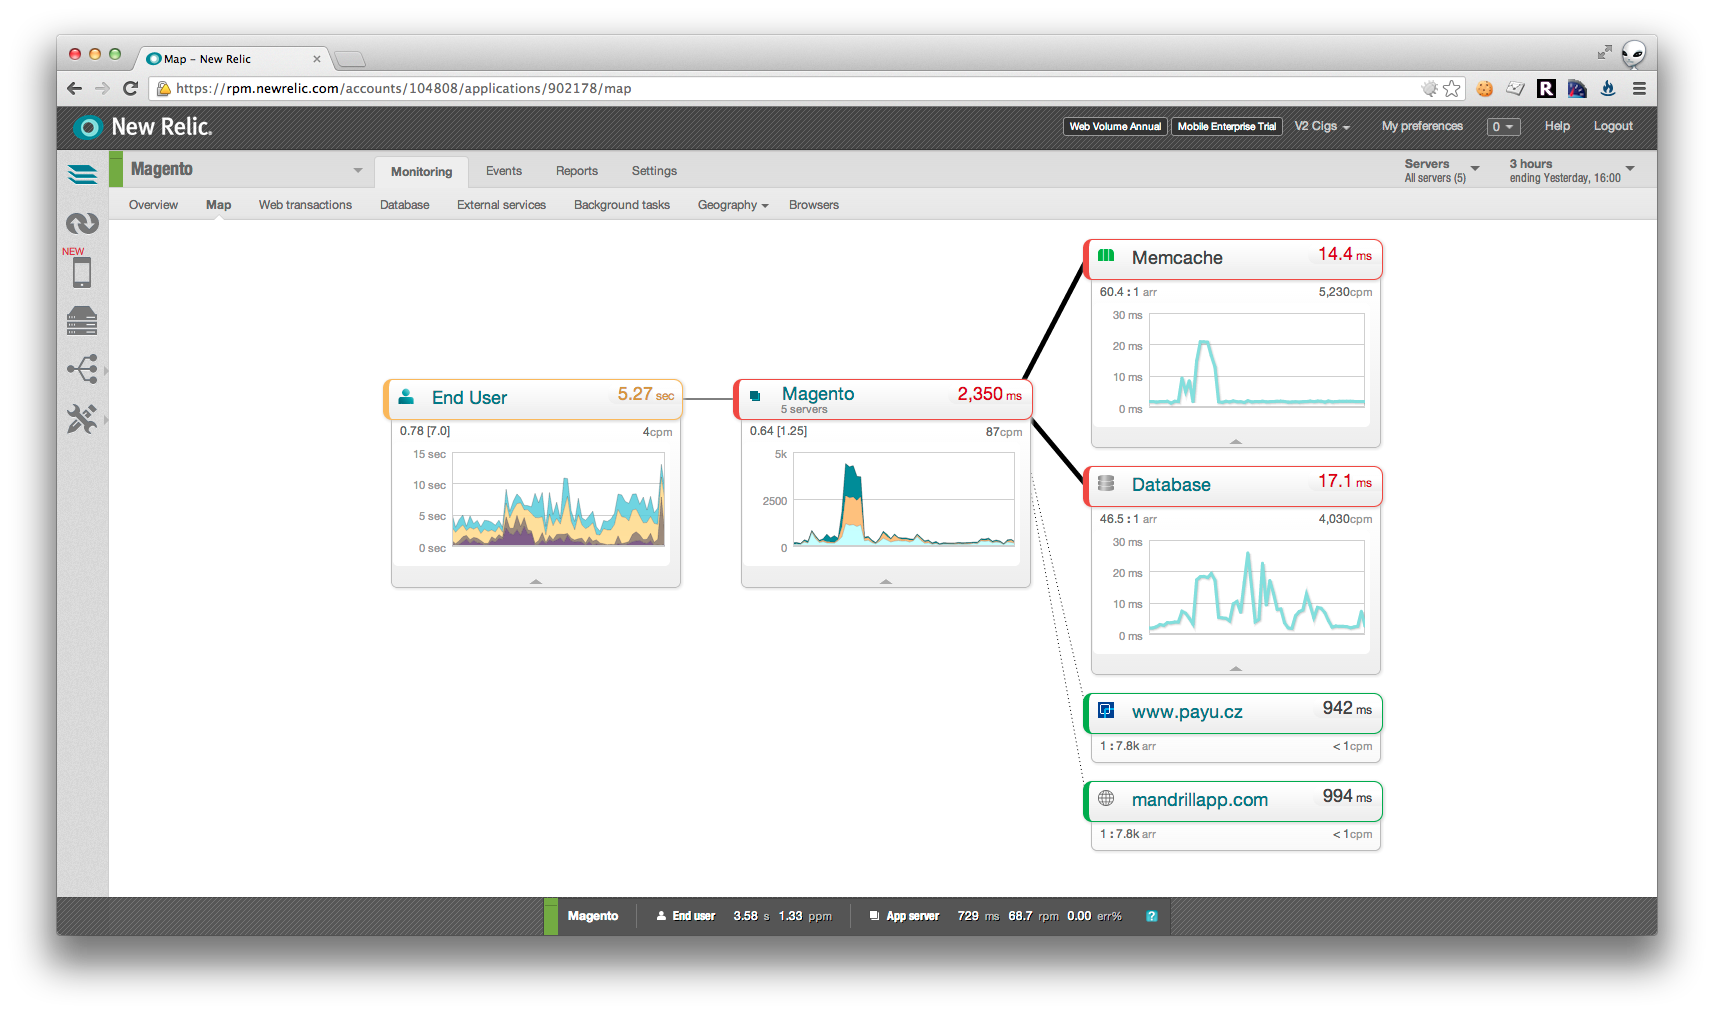 Map – New Relic
https://rpm.newrelic.com/accounts/104808/applications/902178/map
New Relic.
Web Volume Annual
Mobile Enterprise Trial
V2 Cigs
My preferences
0
Help
Logout
Magento
Monitoring
Events
Reports
Settings
Servers
All servers (5)
3 hours
ending Yesterday, 16:00
Overview
Map
Web transactions
Database
External services
Background tasks
Geography
Browsers
NEW
End User
5.27 sec
0.78 [7.0]
4cpm
15 sec
10 sec
5 sec
0 sec
Magento
5 servers
2,350 ms
0.64 [1.25]
87cpm
5k
2500
0
Memcache
14.4 ms
60.4 : 1 arr
5,230cpm
30 ms
20 ms
10 ms
0 ms
Database
17.1 ms
46.5 : 1 arr
4,030cpm
30 ms
20 ms
10 ms
0 ms
www.payu.cz
942 ms
1 : 7.8k arr
< 1cpm
mandrillapp.com
994 ms
1 : 7.8k arr
< 1cpm
Magento
End user 3.58 s 1.33 ppm
App server 729 ms 68.7 rpm 0.00 err%
?
R